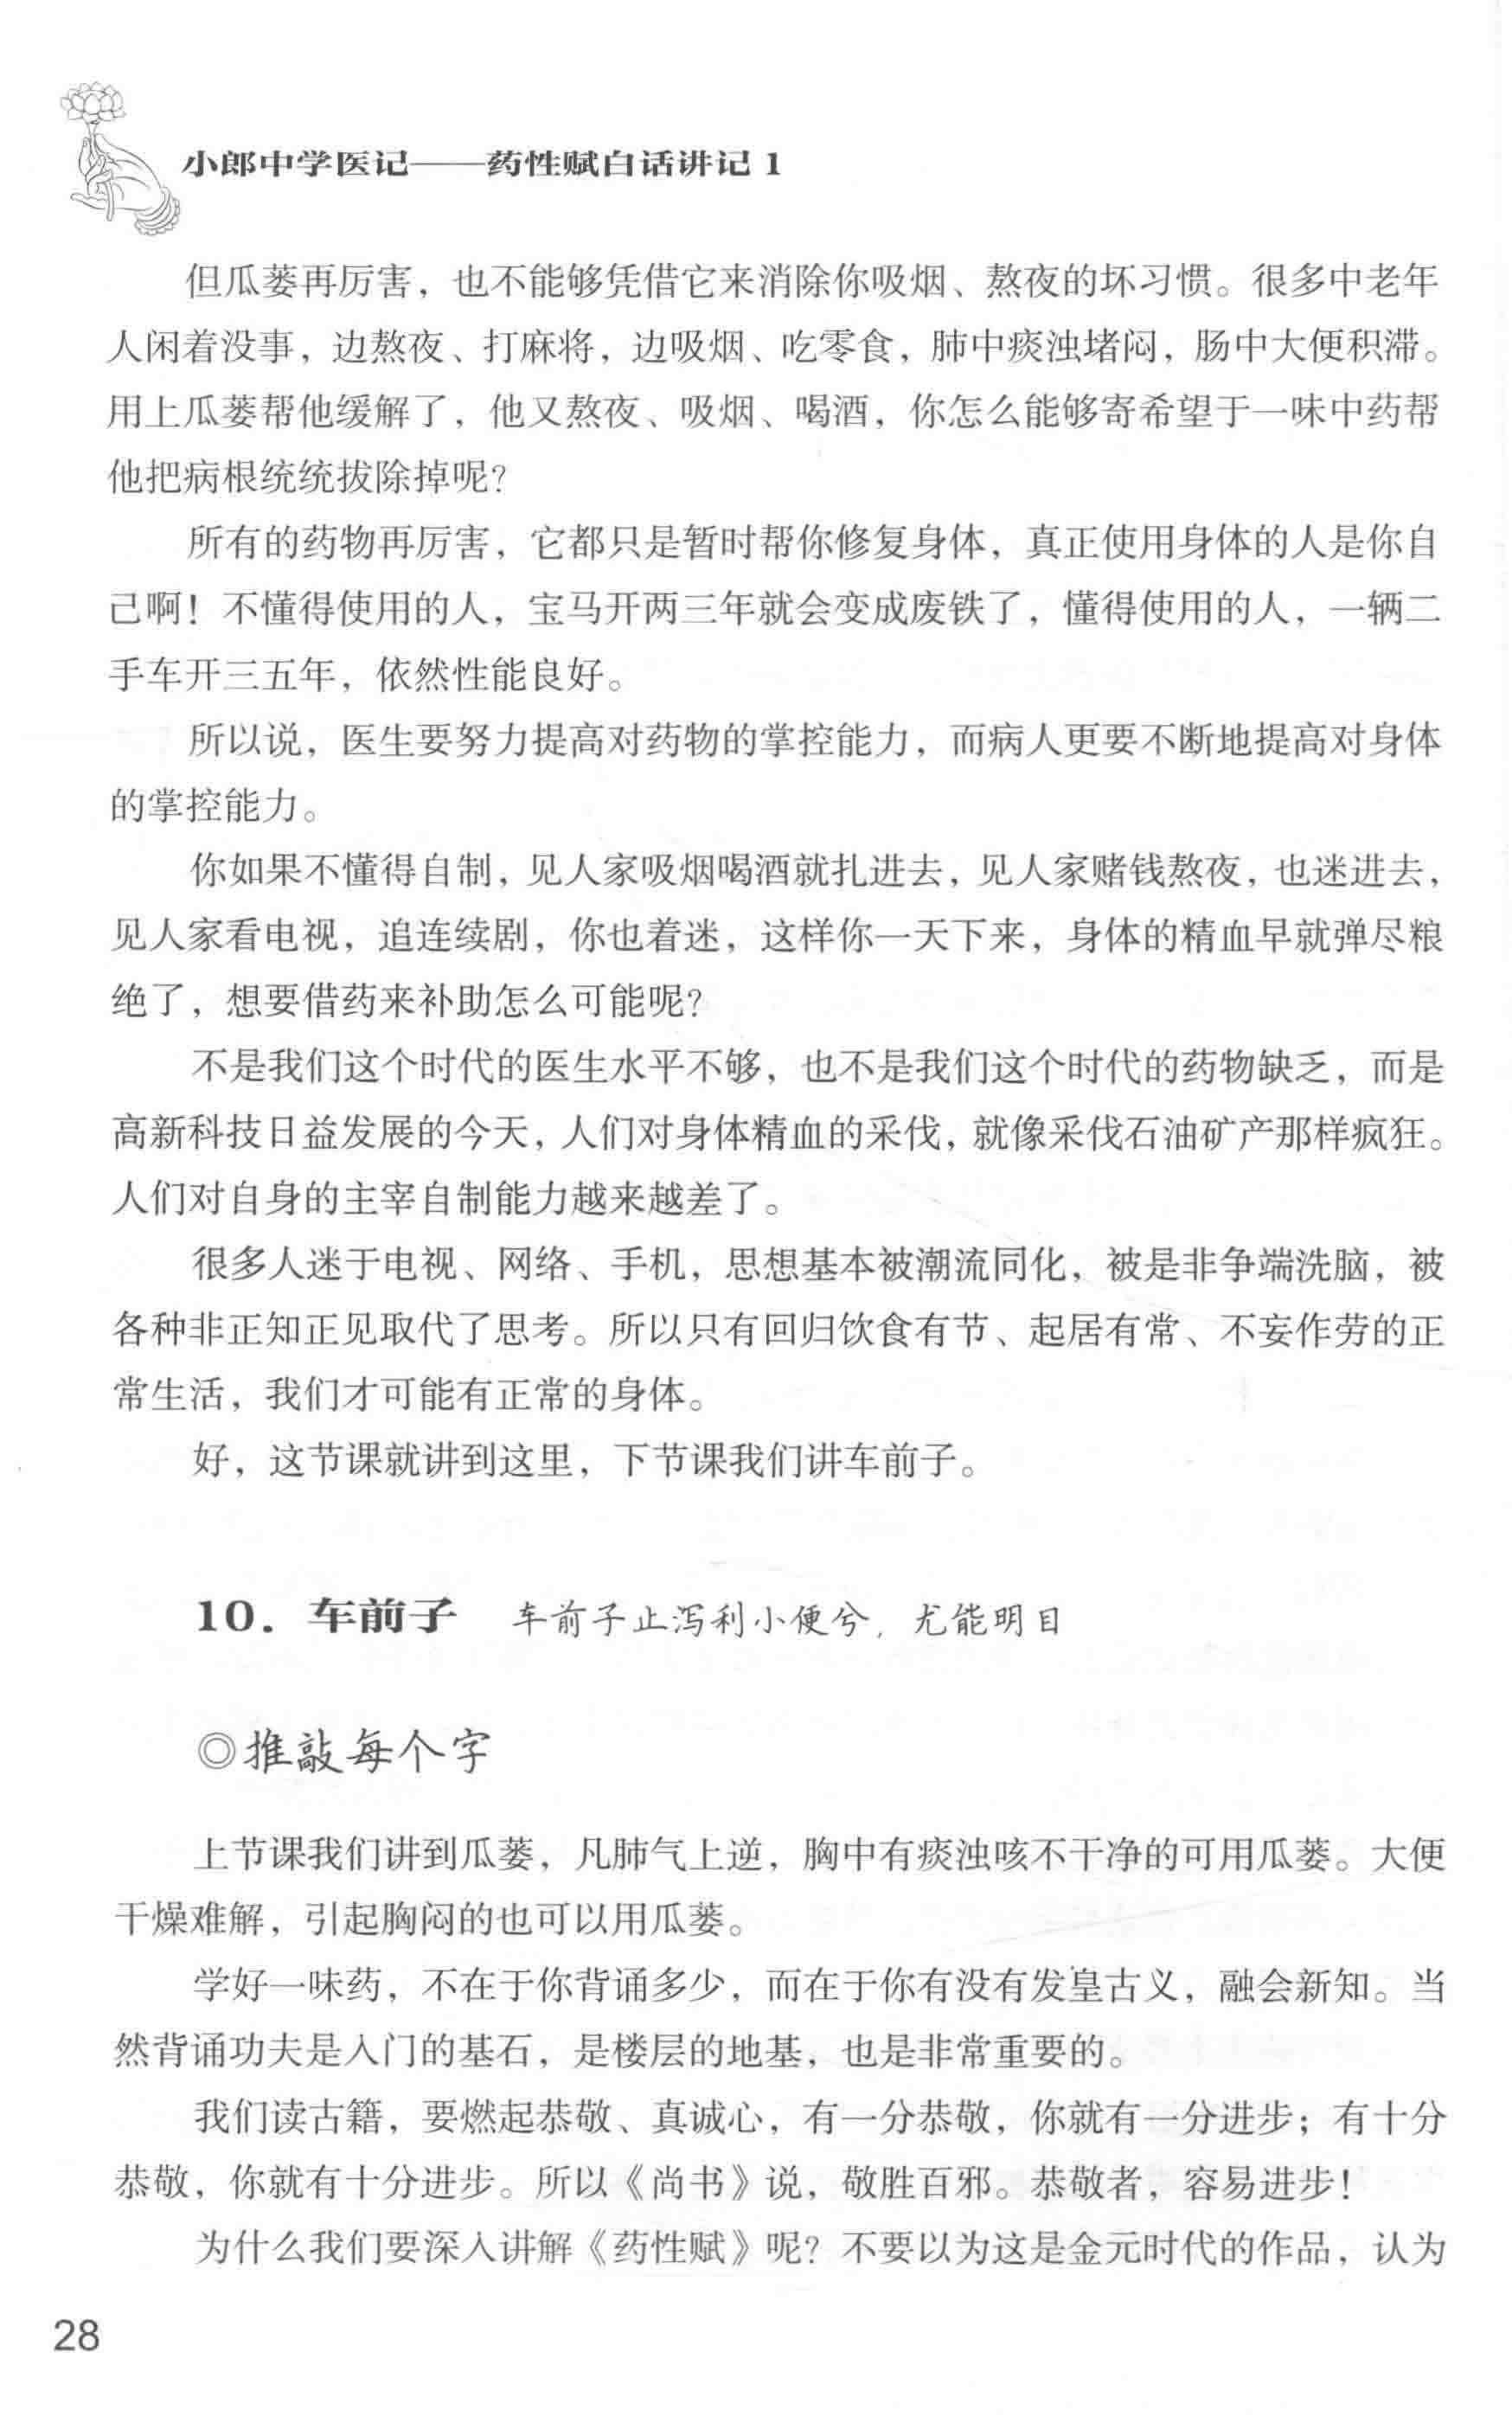 小郎中学医记——药性赋白话讲记 1
但瓜蒌再厉害，也不能够凭借它来消除你吸烟、熬夜的坏习惯。很多中老年
人闲着没事，边熬夜、打麻将，边吸烟、吃零食，肺中痰浊堵闷，肠中大便积滞。
用上瓜蒌帮他缓解了，他又熬夜、吸烟、喝酒，你怎么能够寄希望于一味中药帮
他把病根统统拔除掉呢？
所有的药物再厉害，它都只是暂时帮你修复身体，真正使用身体的人是你自
己啊！不懂得使用的人，宝马开两三年就会变成废铁了，懂得使用的人，一辆二
手车开三五年，依然性能良好。
所以说，医生要努力提高对药物的掌控能力，而病人更要不断地提高对身体
的掌控能力。
你如果不懂得自制，见人家吸烟喝酒就扎进去，见人家赌钱熬夜，也迷进去，
见人家看电视，追连续剧，你也着迷，这样你一天下来，身体的精血早就弹尽粮
绝了，想要借药来补助怎么可能呢？
不是我们这个时代的医生水平不够，也不是我们这个时代的药物缺乏，而是
高新科技日益发展的今天，人们对身体精血的采伐，就像采伐石油矿产那样疯狂。
人们对自身的主宰自制能力越来越差了。
很多人迷于电视、网络、手机，思想基本被潮流同化，被是非争端洗脑，被
各种非正知正见取代了思考。所以只有回归饮食有节、起居有常、不妄作劳的正
常生活，我们才可能有正常的身体。
好，这节课就讲到这里，下节课我们讲车前子。
10．车前子 车前子止泻利小便兮，尤能明目
◎推敲每个字
上节课我们讲到瓜蒌，凡肺气上逆，胸中有痰浊咳不干净的可用瓜蒌。大便
干燥难解，引起胸闷的也可以用瓜蒌。
学好一味药，不在于你背诵多少，而在于你有没有发皇古义，融会新知。当
然背诵功夫是入门的基石，是楼层的地基，也是非常重要的。
我们读古籍，要燃起恭敬、真诚心，有一分恭敬，你就有一分进步；有十分
恭敬，你就有十分进步。所以《尚书》说，敬胜百邪。恭敬者，容易进步！
为什么我们要深入讲解《药性赋》呢？不要以为这是金元时代的作品，认为
28